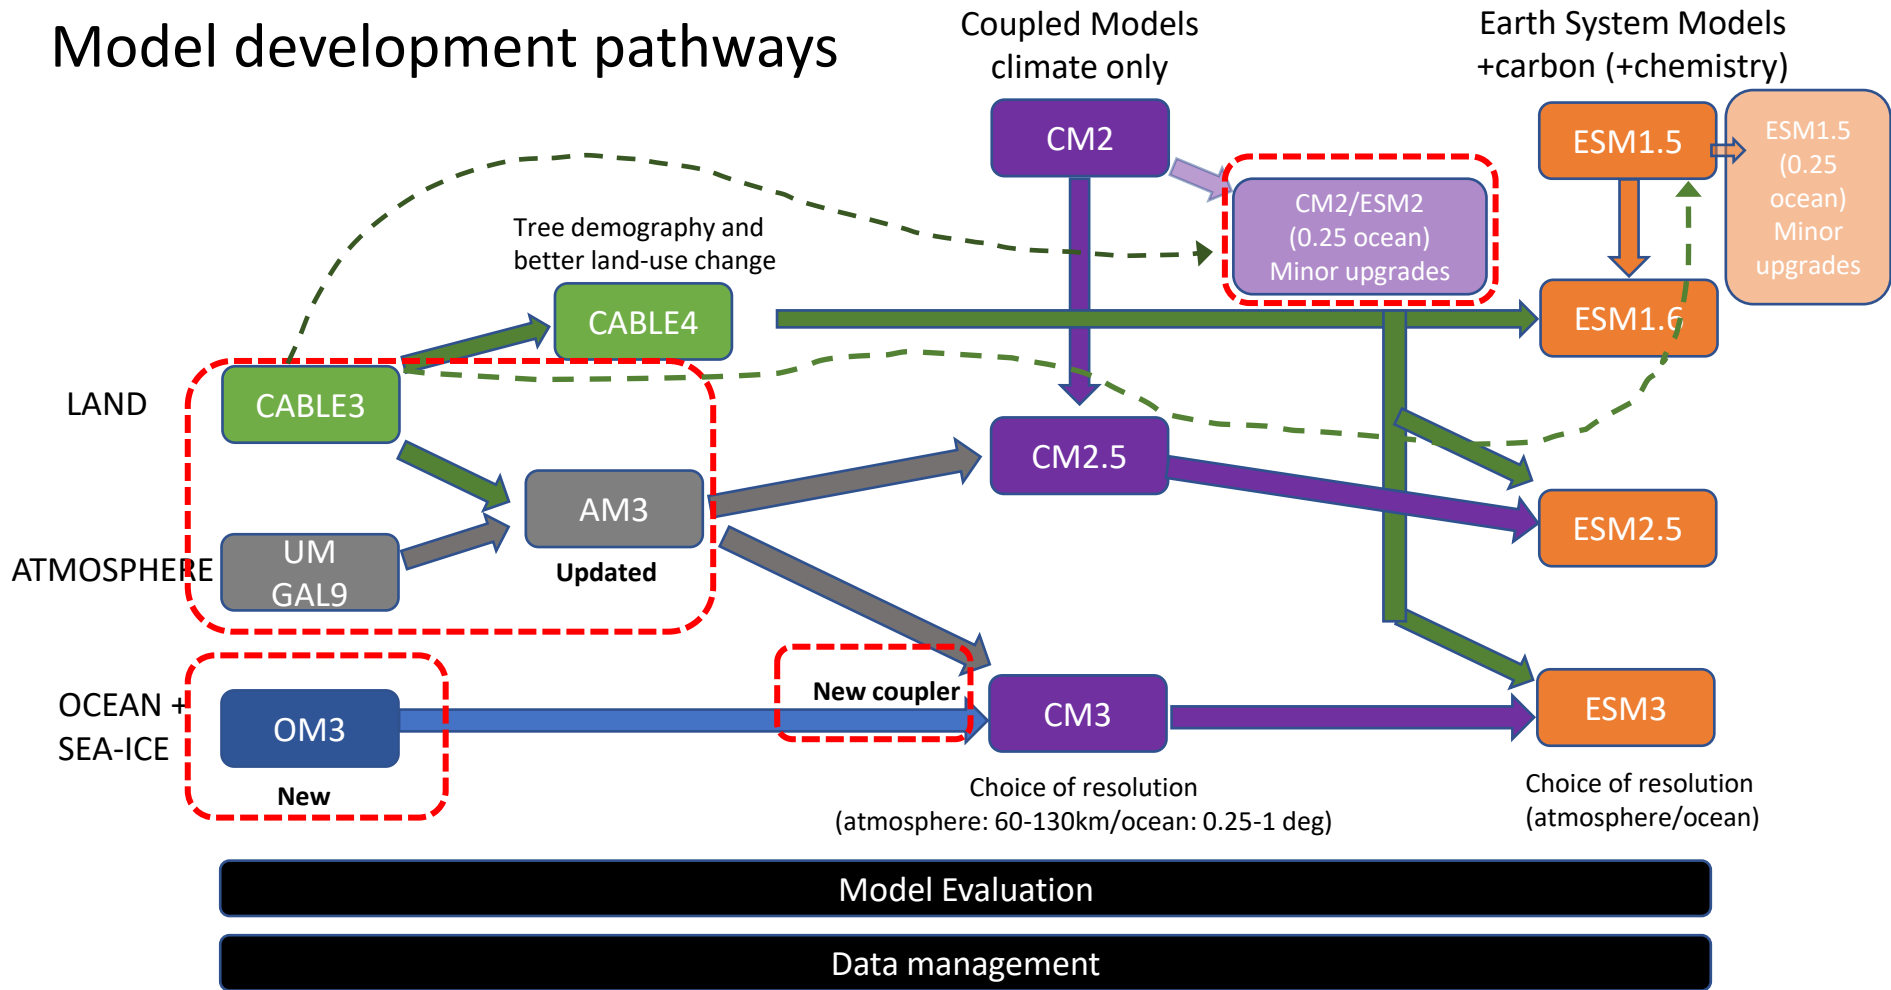 Model development pathways
Coupled Models
climate only
Earth System Models
+carbon (+chemistry)
CM2
ESM1.5
ESM1.5
(0.25
ocean)
Minor
upgrades
CM2/ESM2
(0.25 ocean)
Minor upgrades
Tree demography and
better land-use change
CABLE4
ESM1.6
LAND
CABLE3
CM2.5
AM3
Updated
ESM2.5
ATMOSPHERE
UM
GAL9
New coupler
OCEAN +
SEA-ICE
OM3
New
CM3
ESM3
Choice of resolution
(atmosphere: 60-130km/ocean: 0.25-1 deg)
Choice of resolution
(atmosphere/ocean)
Model Evaluation
Data management